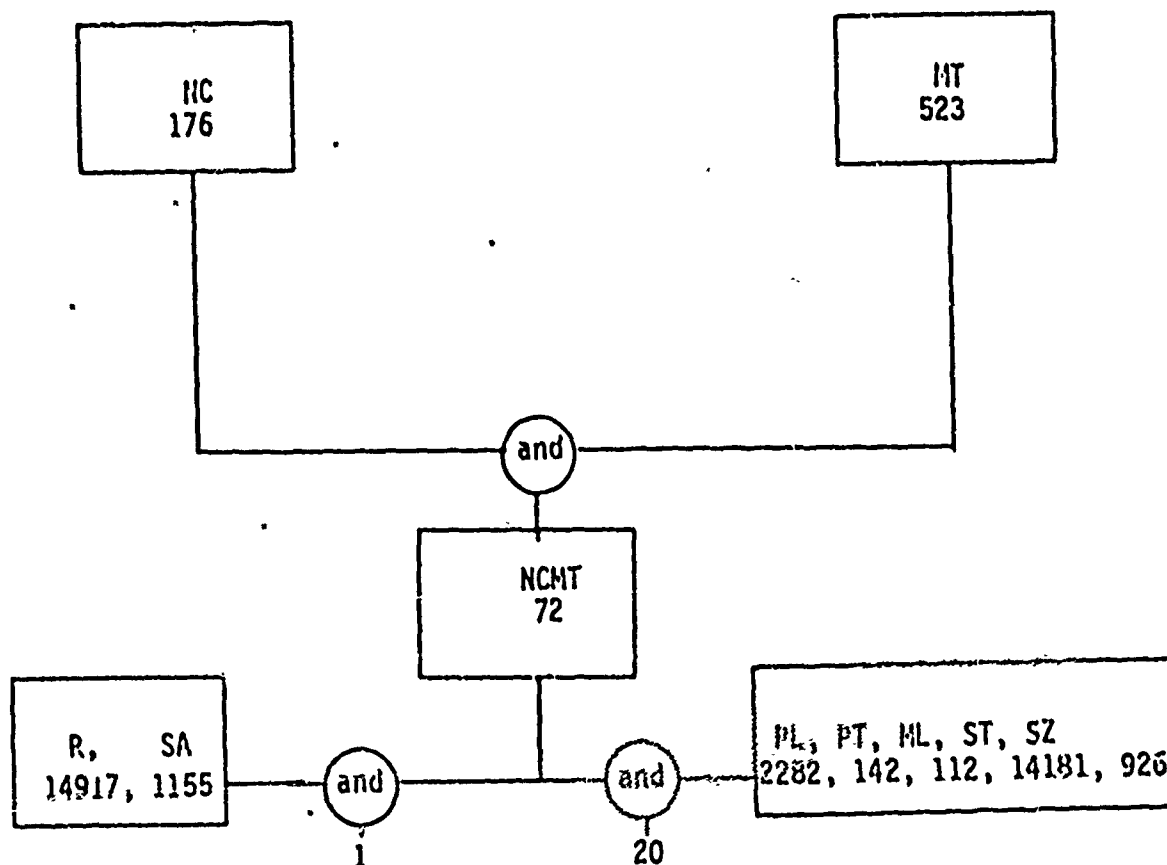 NC
176
MT
523
and
NCMT
72
R, SA
14917, 1155
and
and
PL, PT, ML, ST, SZ
2282, 142, 112, 14181, 926
1
20